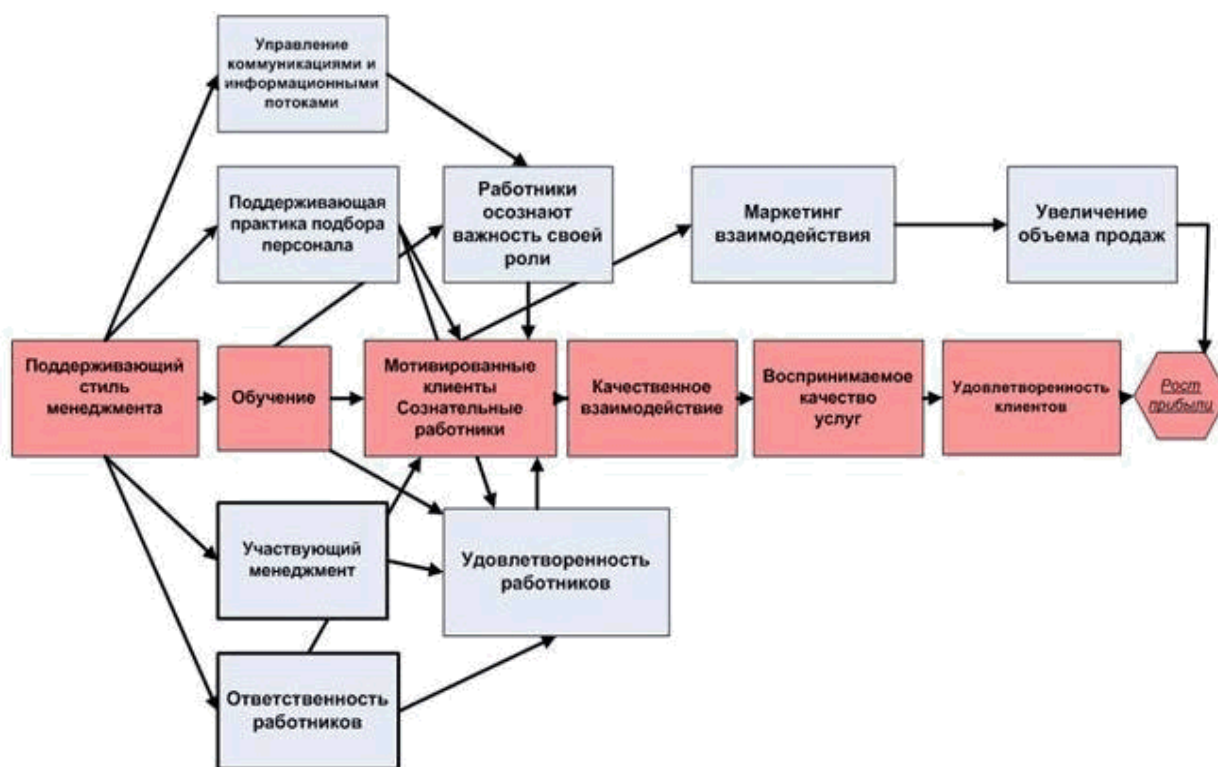 Управление
коммуникациями и
информационными
потоками
Поддерживающая
практика подбора
персонала
Работники
осознают
важность своей
роли
Маркетинг
взаимодействия
Увеличение
объема продаж
Поддерживающий
стиль
менеджмента
Обучение
Мотивированные
клиенты
Сознательные
работники
Качественное
взаимодействие
Воспринимаемое
качество
услуг
Удовлетворенность
клиентов
Рост
прибыли
Участвующий
менеджмент
Удовлетворенность
работников
Ответственность
работников